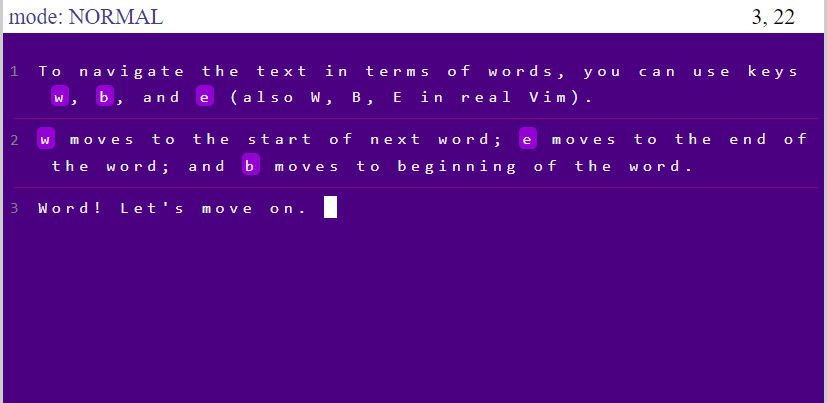 mode: NORMAL 3, 22
1 To navigate the text in terms of words, you can use keys
w, b, and e (also W, B, E in real Vim).
2 w moves to the start of next word; e moves to the end of
the word; and b moves to beginning of the word.
3 Word! Let's move on.